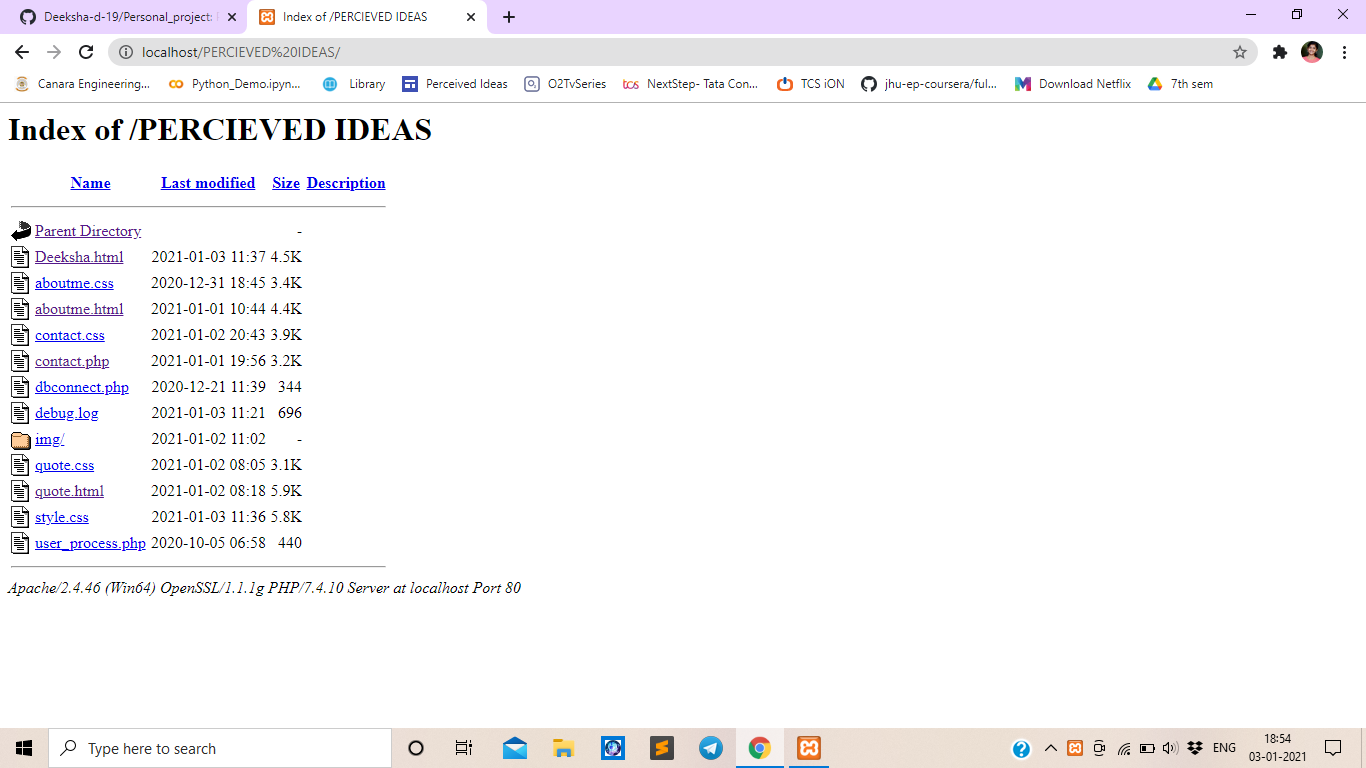 Deeksha-d-19/Personal_project:
Index of /PERCIEVED IDEAS
localhost/PERCIEVED%20IDEAS/
Canara Engineering... Python_Demo.ipyn... Library Perceived Ideas O2TvSeries tcs NextStep- Tata Con... TCS iON jhu-ep-coursera/ful... Download Netflix 7th sem
Index of /PERCIEVED IDEAS
Name Last modified Size Description
Parent Directory -
Deeksha.html 2021-01-03 11:37 4.5K
aboutme.css 2020-12-31 18:45 3.4K
aboutme.html 2021-01-01 10:44 4.4K
contact.css 2021-01-02 20:43 3.9K
contact.php 2021-01-01 19:56 3.2K
dbconnect.php 2020-12-21 11:39 344
debug.log 2021-01-03 11:21 696
img/ 2021-01-02 11:02 -
quote.css 2021-01-02 08:05 3.1K
quote.html 2021-01-02 08:18 5.9K
style.css 2021-01-03 11:36 5.8K
user_process.php 2020-10-05 06:58 440
Apache/2.4.46 (Win64) OpenSSL/1.1.1g PHP/7.4.10 Server at localhost Port 80
Type here to search
ENG
18:54
03-01-2021